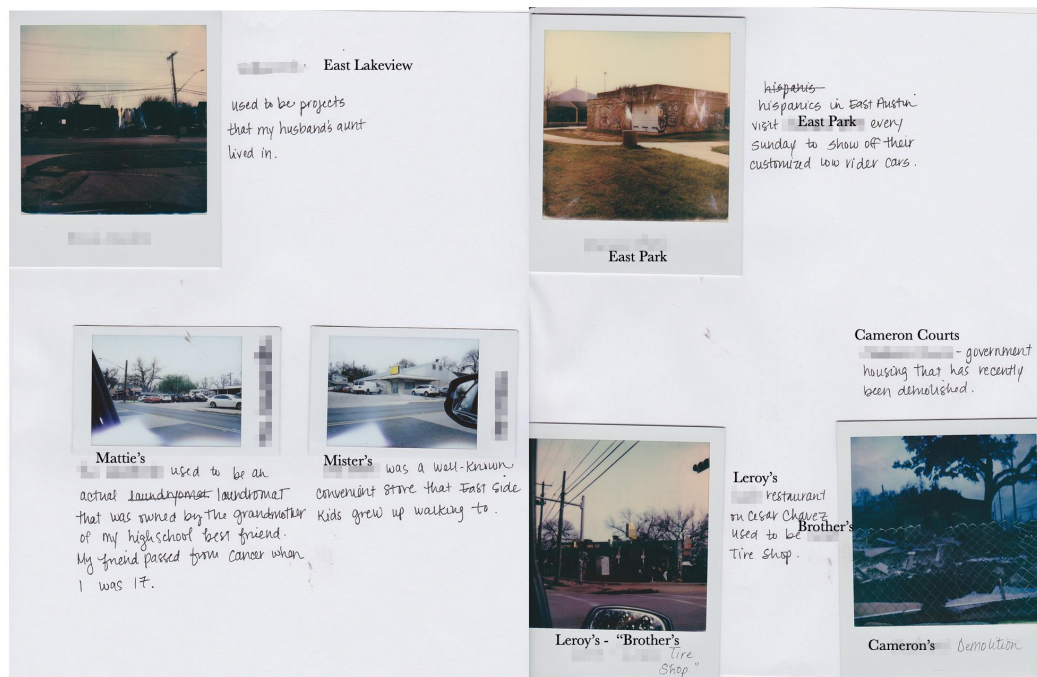 East Lakeview
used to be projects
that my husband's aunt
lived in.
Mattie's
used to be an
actual laundryomat laundromat
that was owned by the grandmother
of my highschool best friend.
My friend passed from cancer when
I was 17.
Mister's
was a well-known
convenient store that East Side
Kids grew up walking to.
East Park
hispanis
hispanics in East Austin
visit East Park every
sunday to show off their
customized low rider cars.
Leroy's
restaurant
on Cesar Chavez
used to be Brother's
Tire Shop.
Leroy's - "Brother's
Tire
Shop"
Cameron Courts
- government
housing that has recently
been demolished.
Cameron's Demolition